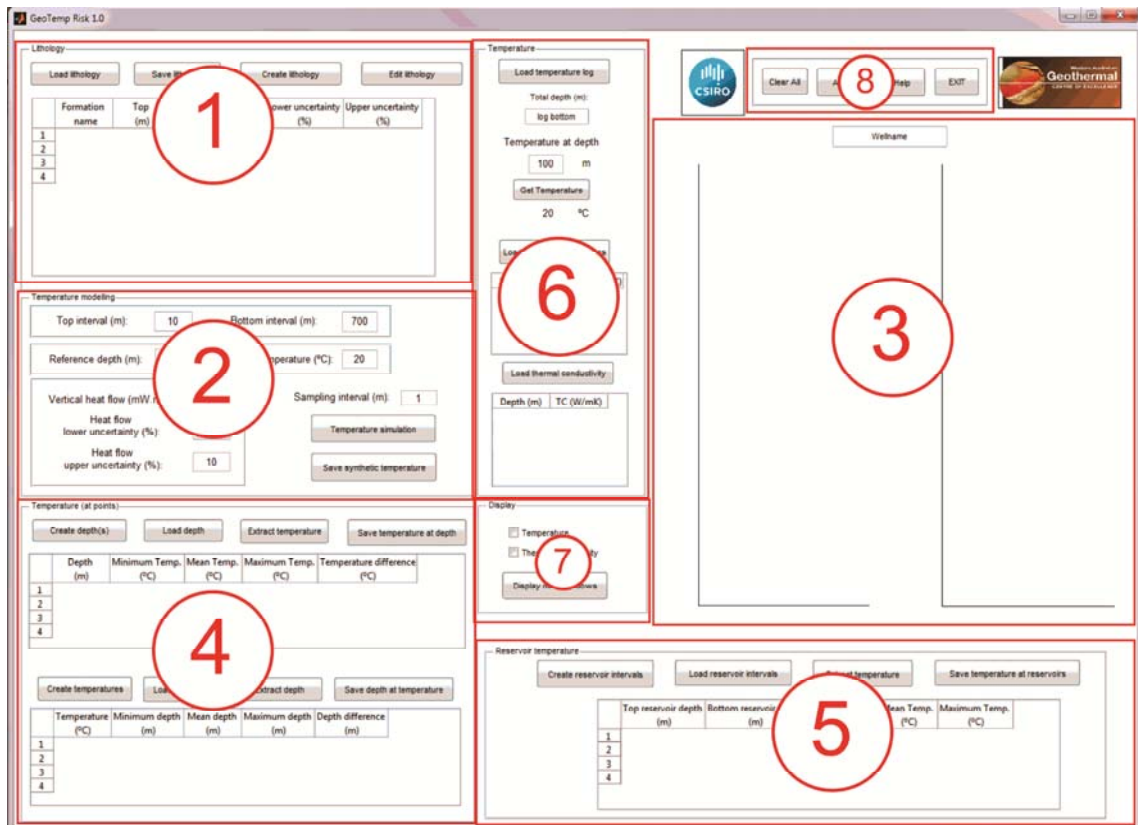 GeoTemp Risk 1.0
Lithology
Load lithology
Create lithology
Edit lithology
Formation name
Top (m)
uncertainty (%)
Upper uncertainty (%)
1
2
3
4
1
Temperature modelling
Top interval (m): 10
Bottom interval (m): 700
Reference depth (m):
(ºC): 20
Vertical heat flow
Heat flow
lower uncertainty (%):
Heat flow
upper uncertainty (%): 10
Sampling interval (m): 1
Temperature simulation
Save synthetic temperature
2
Temperature (at points)
Create depth(s)
Load depth
Extract temperature
Save temperature at depth
Depth (m)
Minimum Temp. (ºC)
Mean Temp. (ºC)
Maximum Temp. (ºC)
Temperature difference (ºC)
1
2
3
4
Create temperatures
depth
Save depth at temperature
Temperature (ºC)
Minimum depth (m)
Mean depth (m)
Maximum depth (m)
Depth difference (m)
1
2
3
4
4
Temperature
Load temperature log
Total depth (m):
log bottom
Temperature at depth
100 m
Get Temperature
20 ºC
6
Load thermal conductivity
Depth (m)
TC (W/mK)
Display
Temperature
Display
7
CSIRO
Clear All
Help
EXIT
8
Geothermal
CENTRE OF EXCELLENCE
Wellname
3
Reservoir temperature
Create reservoir intervals
Load reservoir intervals
temperature
Save temperature at reservoirs
Top reservoir depth (m)
Bottom reservoir (m)
Mean Temp. (ºC)
Maximum Temp. (ºC)
1
2
3
4
5